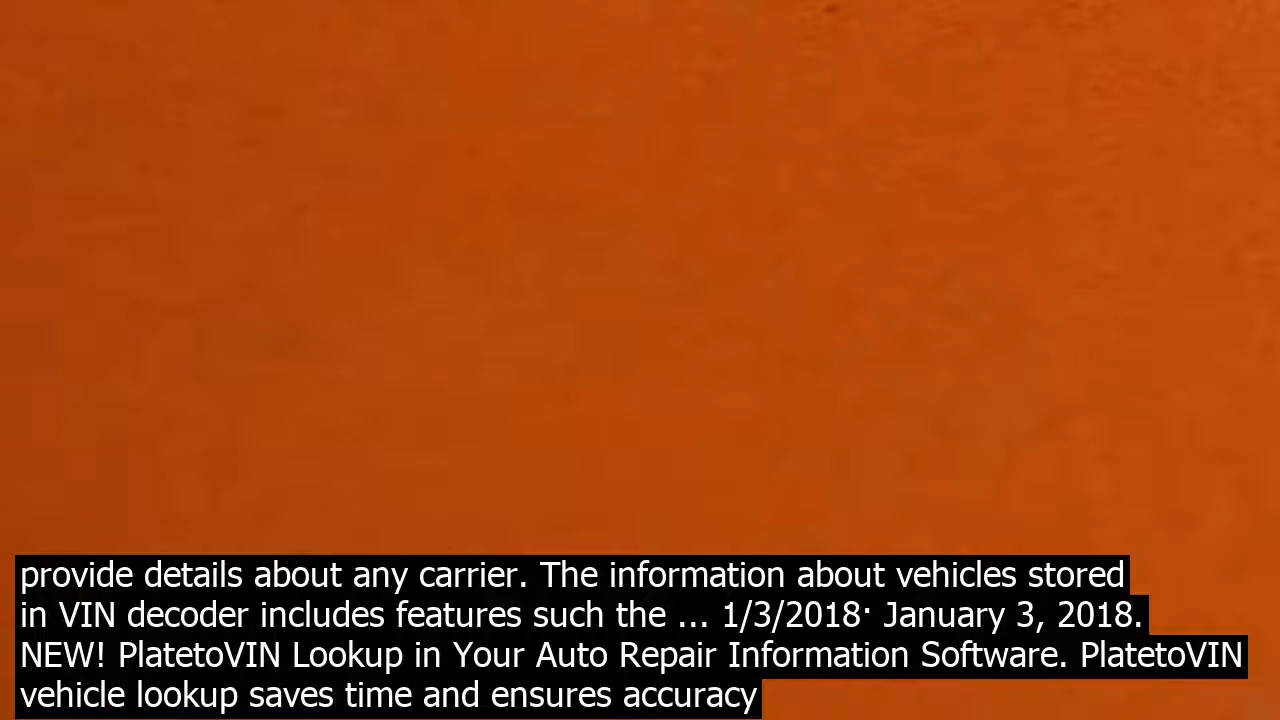 provide details about any carrier. The information about vehicles stored
in VIN decoder includes features such the ... 1/3/2018· January 3, 2018.
NEW! PlatetoVIN Lookup in Your Auto Repair Information Software. PlatetoVIN
vehicle lookup saves time and ensures accuracy